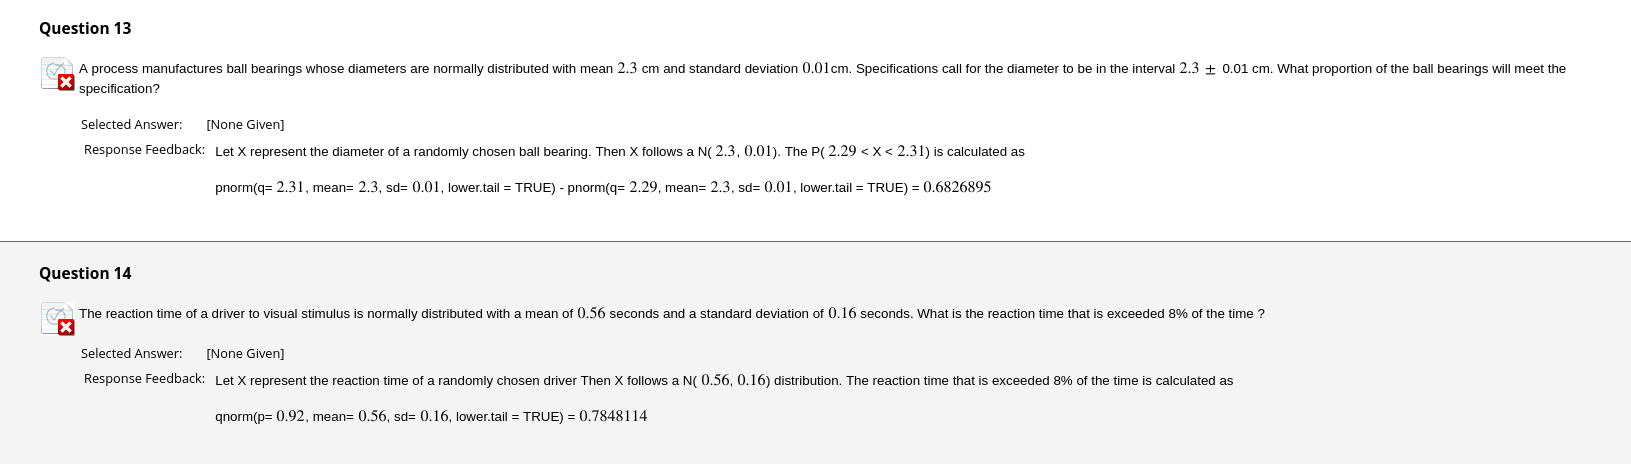 Question 13
A process manufactures ball bearings whose diameters are normally distributed with mean 2.3 cm and standard deviation 0.01cm. Specifications call for the diameter to be in the interval 2.3 ± 0.01 cm. What proportion of the ball bearings will meet the
specification?
Selected Answer: [None Given]
Response Feedback: Let X represent the diameter of a randomly chosen ball bearing. Then X follows a N( 2.3, 0.01). The P( 2.29 < X < 2.31) is calculated as
pnorm(q= 2.31, mean= 2.3, sd= 0.01, lower.tail = TRUE) - pnorm(q= 2.29, mean= 2.3, sd= 0.01, lower.tail = TRUE) = 0.6826895
Question 14
The reaction time of a driver to visual stimulus is normally distributed with a mean of 0.56 seconds and a standard deviation of 0.16 seconds. What is the reaction time that is exceeded 8% of the time ?
Selected Answer: [None Given]
Response Feedback: Let X represent the reaction time of a randomly chosen driver Then X follows a N( 0.56, 0.16) distribution. The reaction time that is exceeded 8% of the time is calculated as
qnorm(p= 0.92, mean= 0.56, sd= 0.16, lower.tail = TRUE) = 0.7848114